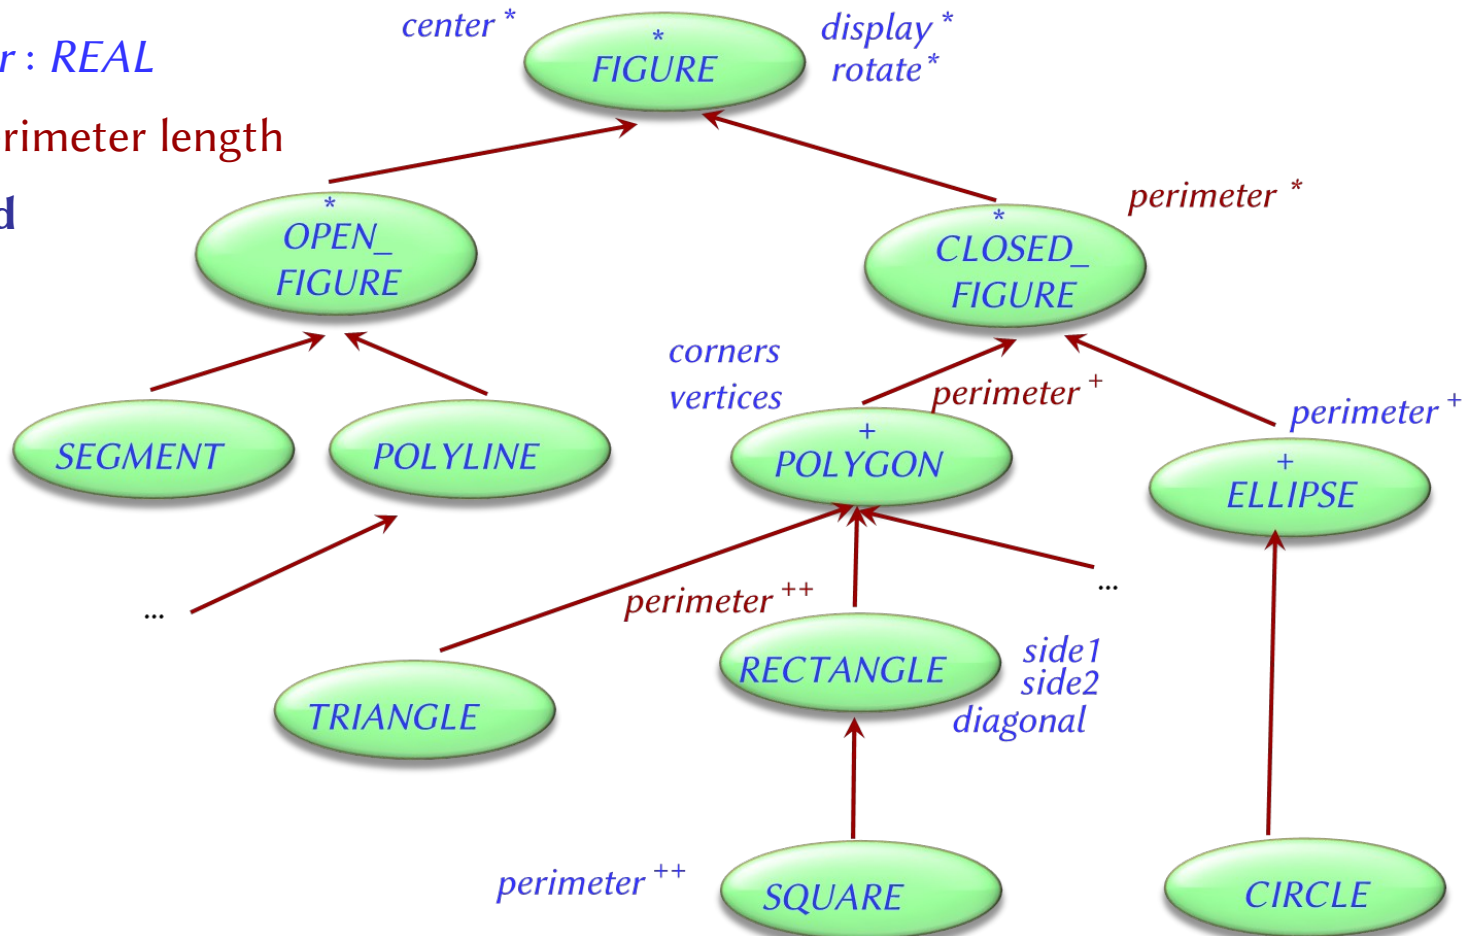 center *
*
FIGURE
display *
rotate *
r : REAL
rimeter length
d
*
OPEN_
FIGURE
*
CLOSED_
FIGURE
perimeter *
corners
vertices
perimeter +
perimeter +
SEGMENT
POLYLINE
+
POLYGON
+
ELLIPSE
...
...
perimeter ++
TRIANGLE
RECTANGLE
side1
side2
diagonal
perimeter ++
SQUARE
CIRCLE